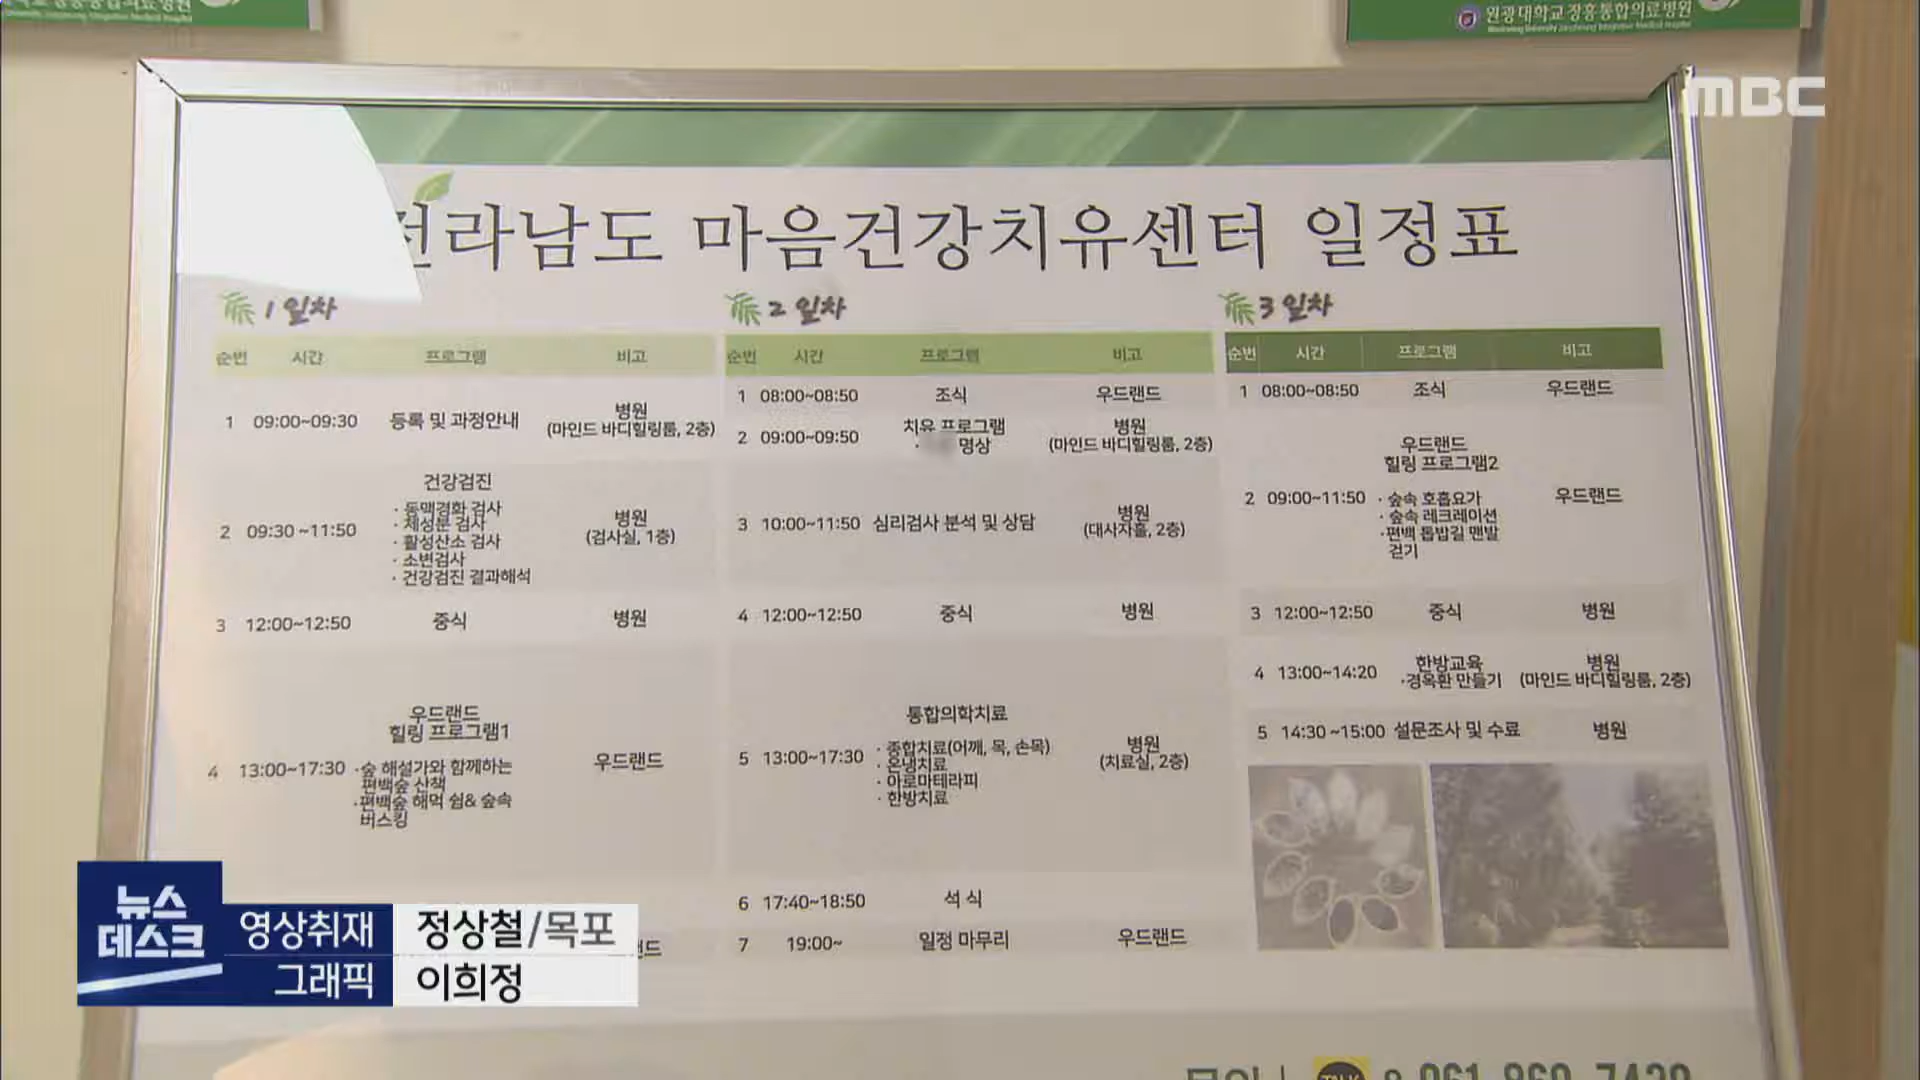 원광대학교 장흥통합의료병원
MBC
전라남도 마음건강치유센터 일정표
1일차
순번 시간 프로그램 비고
1 09:00~09:30 등록 및 과정안내 병원
(마인드 바디힐링룸, 2층)
2 09:30 ~11:50 건강검진
· 동맥경화 검사
· 체성분 검사
· 활성산소 검사
· 소변검사
· 건강검진 결과해석
병원
(검사실, 1층)
3 12:00~12:50 중식 병원
4 13:00~17:30 우드랜드
힐링 프로그램1
·숲 해설가와 함께하는
편백숲 산책
·편백숲 해먹 쉼& 숲속
버스킹
우드랜드
2일차
순번 시간 프로그램 비고
1 08:00~08:50 조식 우드랜드
2 09:00~09:50 치유 프로그램
· 명상
병원
(마인드 바디힐링룸, 2층)
3 10:00~11:50 심리검사 분석 및 상담 병원
(대사자홀, 2층)
4 12:00~12:50 중식 병원
5 13:00~17:30 통합의학치료
· 종합치료(어깨, 목, 손목)
· 온냉치료
· 아로마테라피
· 한방치료
병원
(치료실, 2층)
6 17:40~18:50 석 식
7 19:00~ 일정 마무리 우드랜드
3일차
순번 시간 프로그램 비고
1 08:00~08:50 조식 우드랜드
2 09:00~11:50 우드랜드
힐링 프로그램2
· 숲속 호흡요가
· 숲속 레크레이션
·편백 톱밥길 맨발
걷기
우드랜드
3 12:00~12:50 중식 병원
4 13:00~14:20 한방교육
·경옥환 만들기
병원
(마인드 바디힐링룸, 2층)
5 14:30 ~15:00 설문조사 및 수료 병원
뉴스
데스크
영상취재 정상철/목포
그래픽 이희정